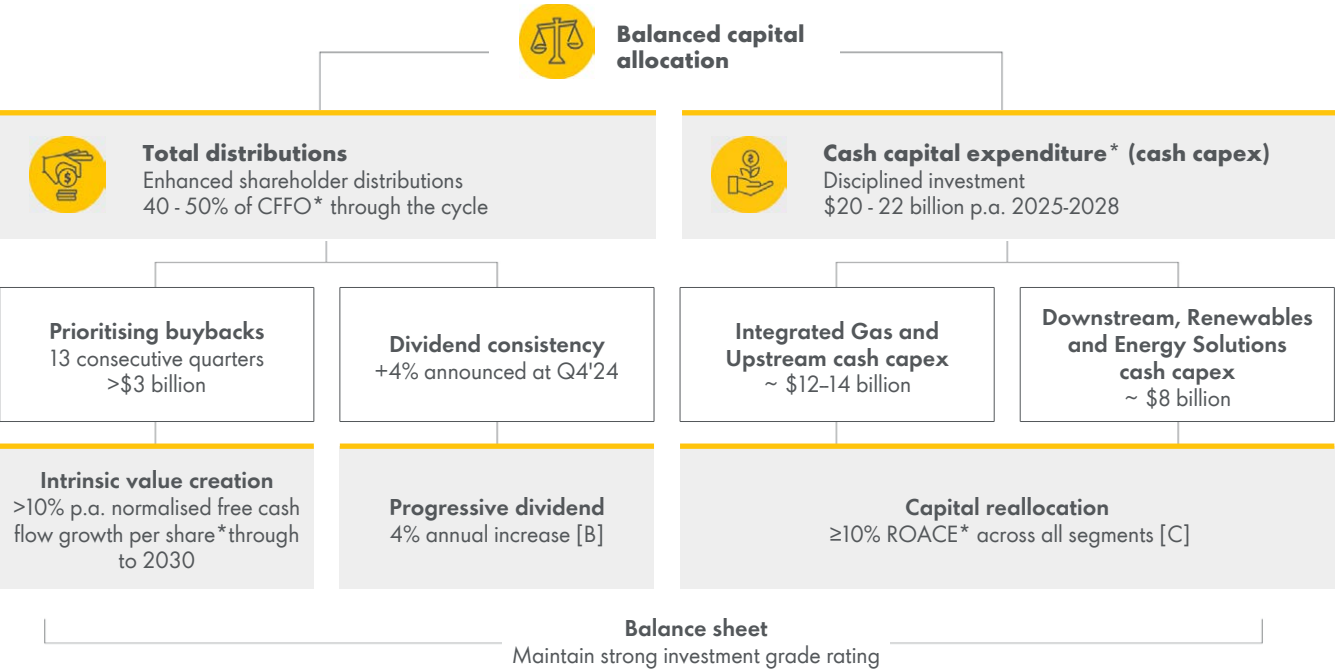 Balanced capital
allocation
Total distributions
Enhanced shareholder distributions
40 - 50% of CFFO* through the cycle
Cash capital expenditure* (cash capex)
Disciplined investment
$20 - 22 billion p.a. 2025-2028
Prioritising buybacks
13 consecutive quarters
>$3 billion
Dividend consistency
+4% announced at Q4'24
Integrated Gas and
Upstream cash capex
~ $12–14 billion
Downstream, Renewables
and Energy Solutions
cash capex
~ $8 billion
Intrinsic value creation
>10% p.a. normalised free cash
flow growth per share*through
to 2030
Progressive dividend
4% annual increase [B]
Capital reallocation
≥10% ROACE* across all segments [C]
Balance sheet
Maintain strong investment grade rating